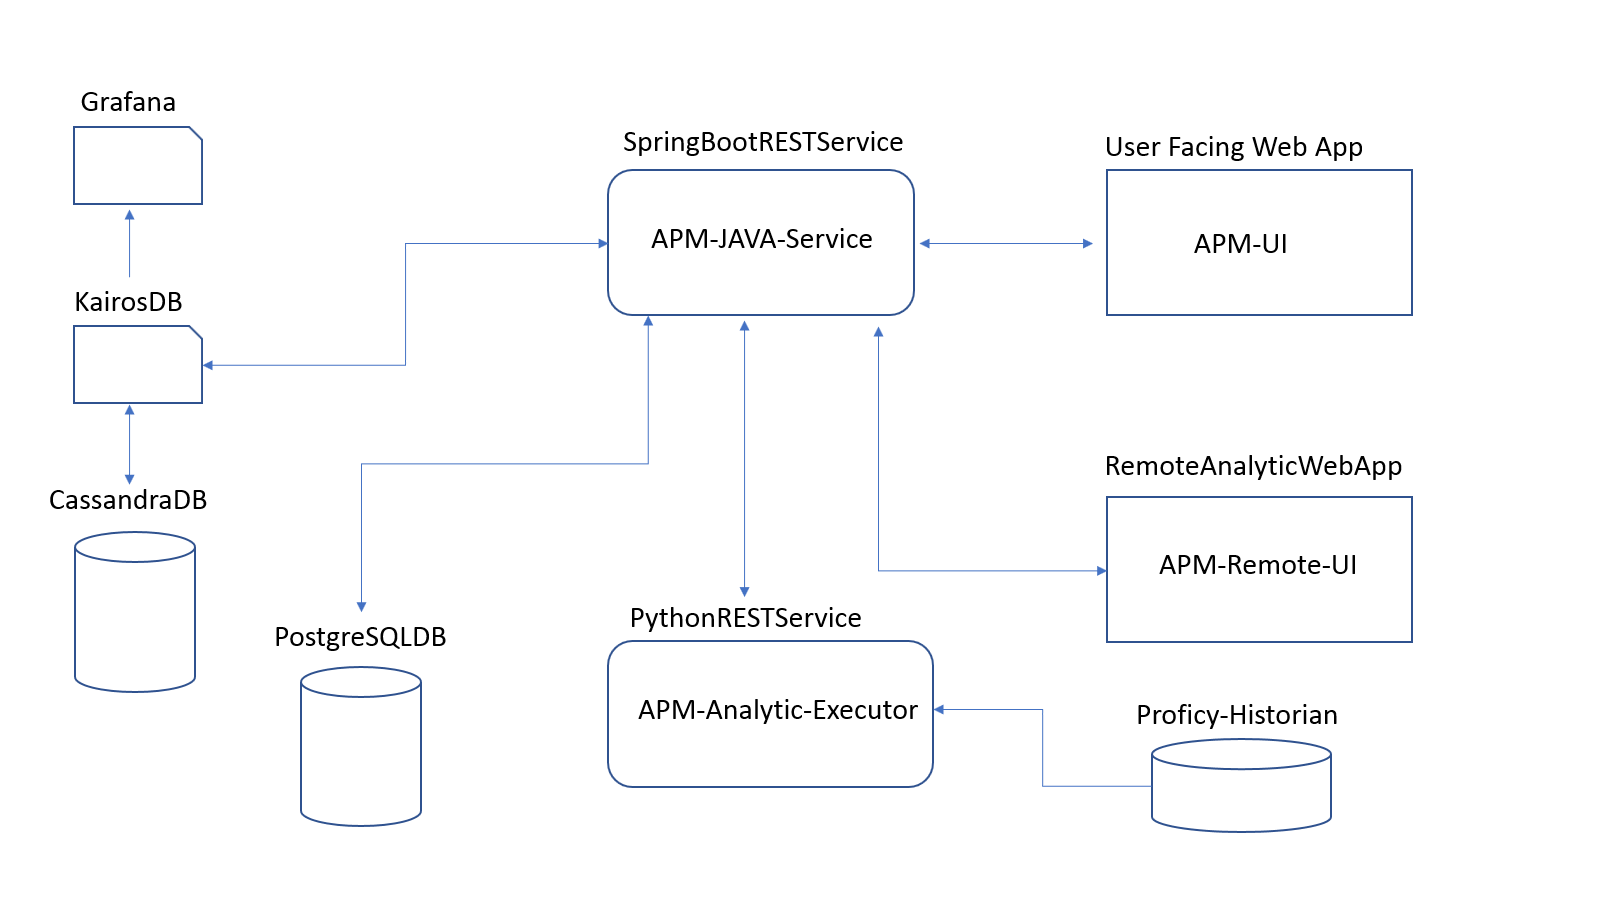 Grafana
SpringBootRESTService
User Facing Web App
APM-JAVA-Service
APM-UI
KairosDB
RemoteAnalyticWebApp
CassandraDB
APM-Remote-UI
PythonRESTService
PostgreSQLDB
APM-Analytic-Executor
Proficy-Historian